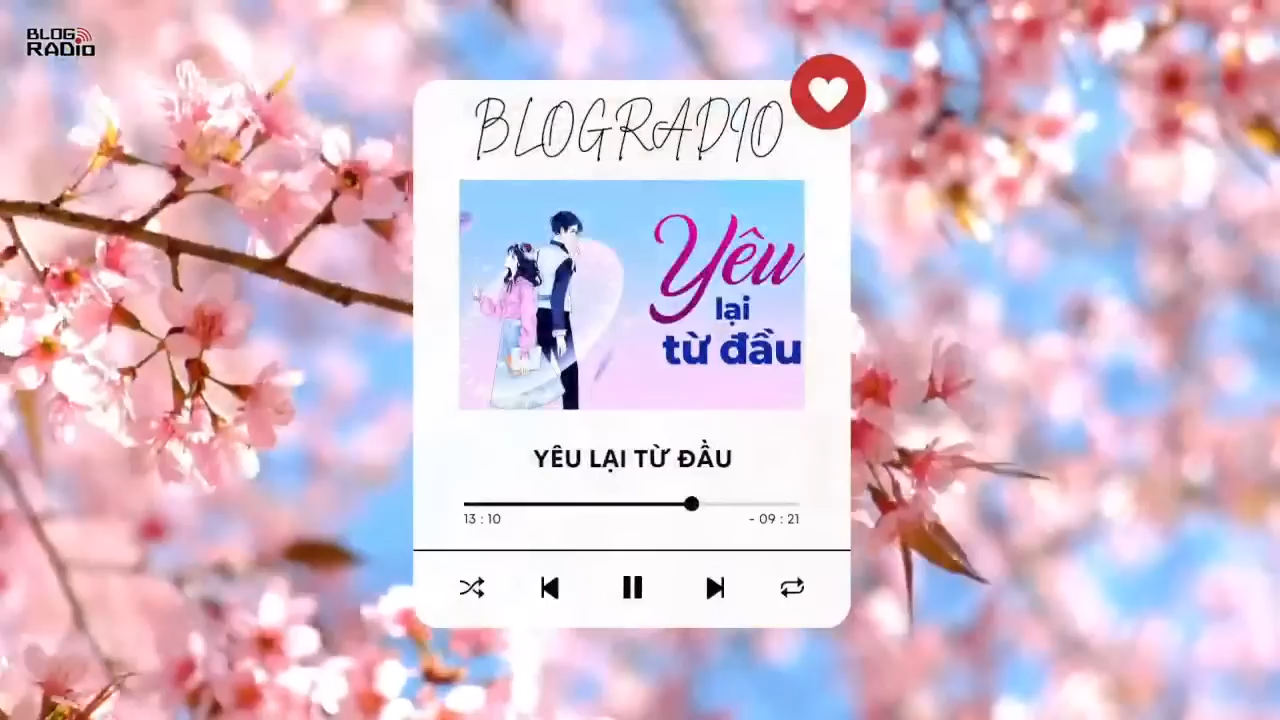 BLOG
RADIO
BLOGRADIO
Yêu
lại
từ đầu
YÊU LẠI TỪ ĐẦU
13 : 10
- 09 : 21